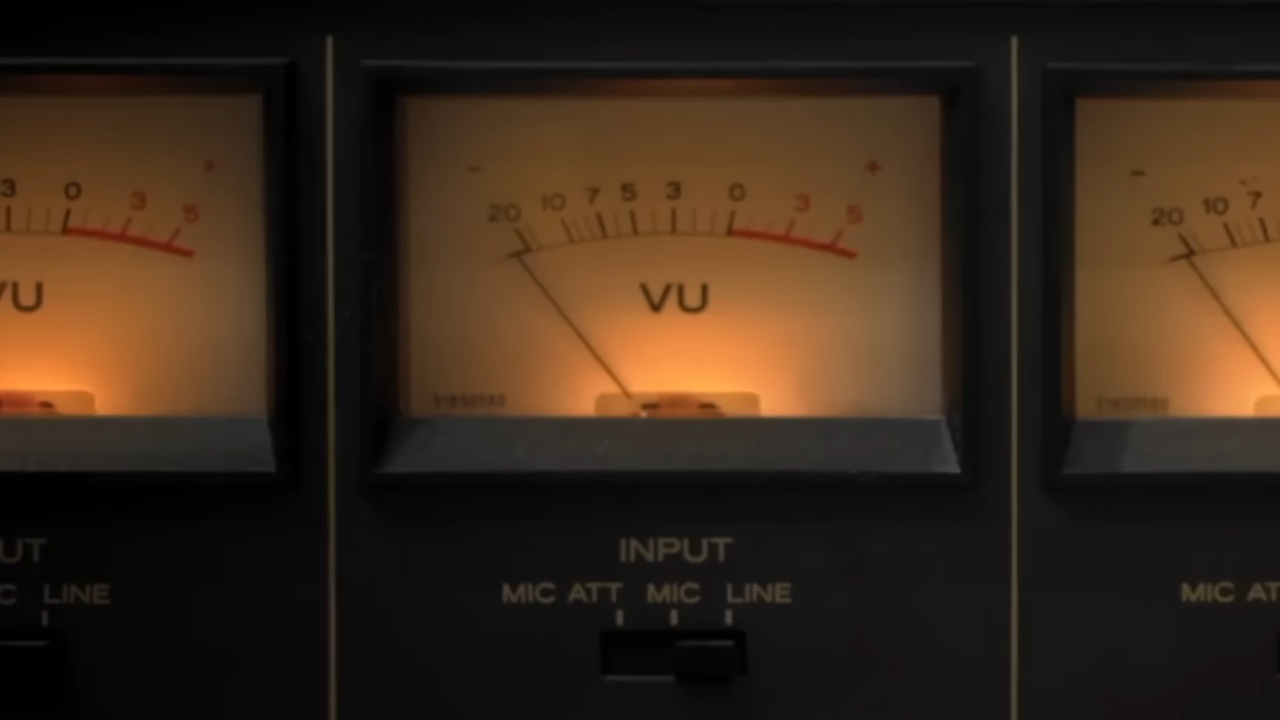 3 0 3 5 +
VU
- 20 10 7 5 3 0 3 5 +
VU
- 20 10 7
UT
C LINE
INPUT
MIC ATT MIC LINE
MIC AT